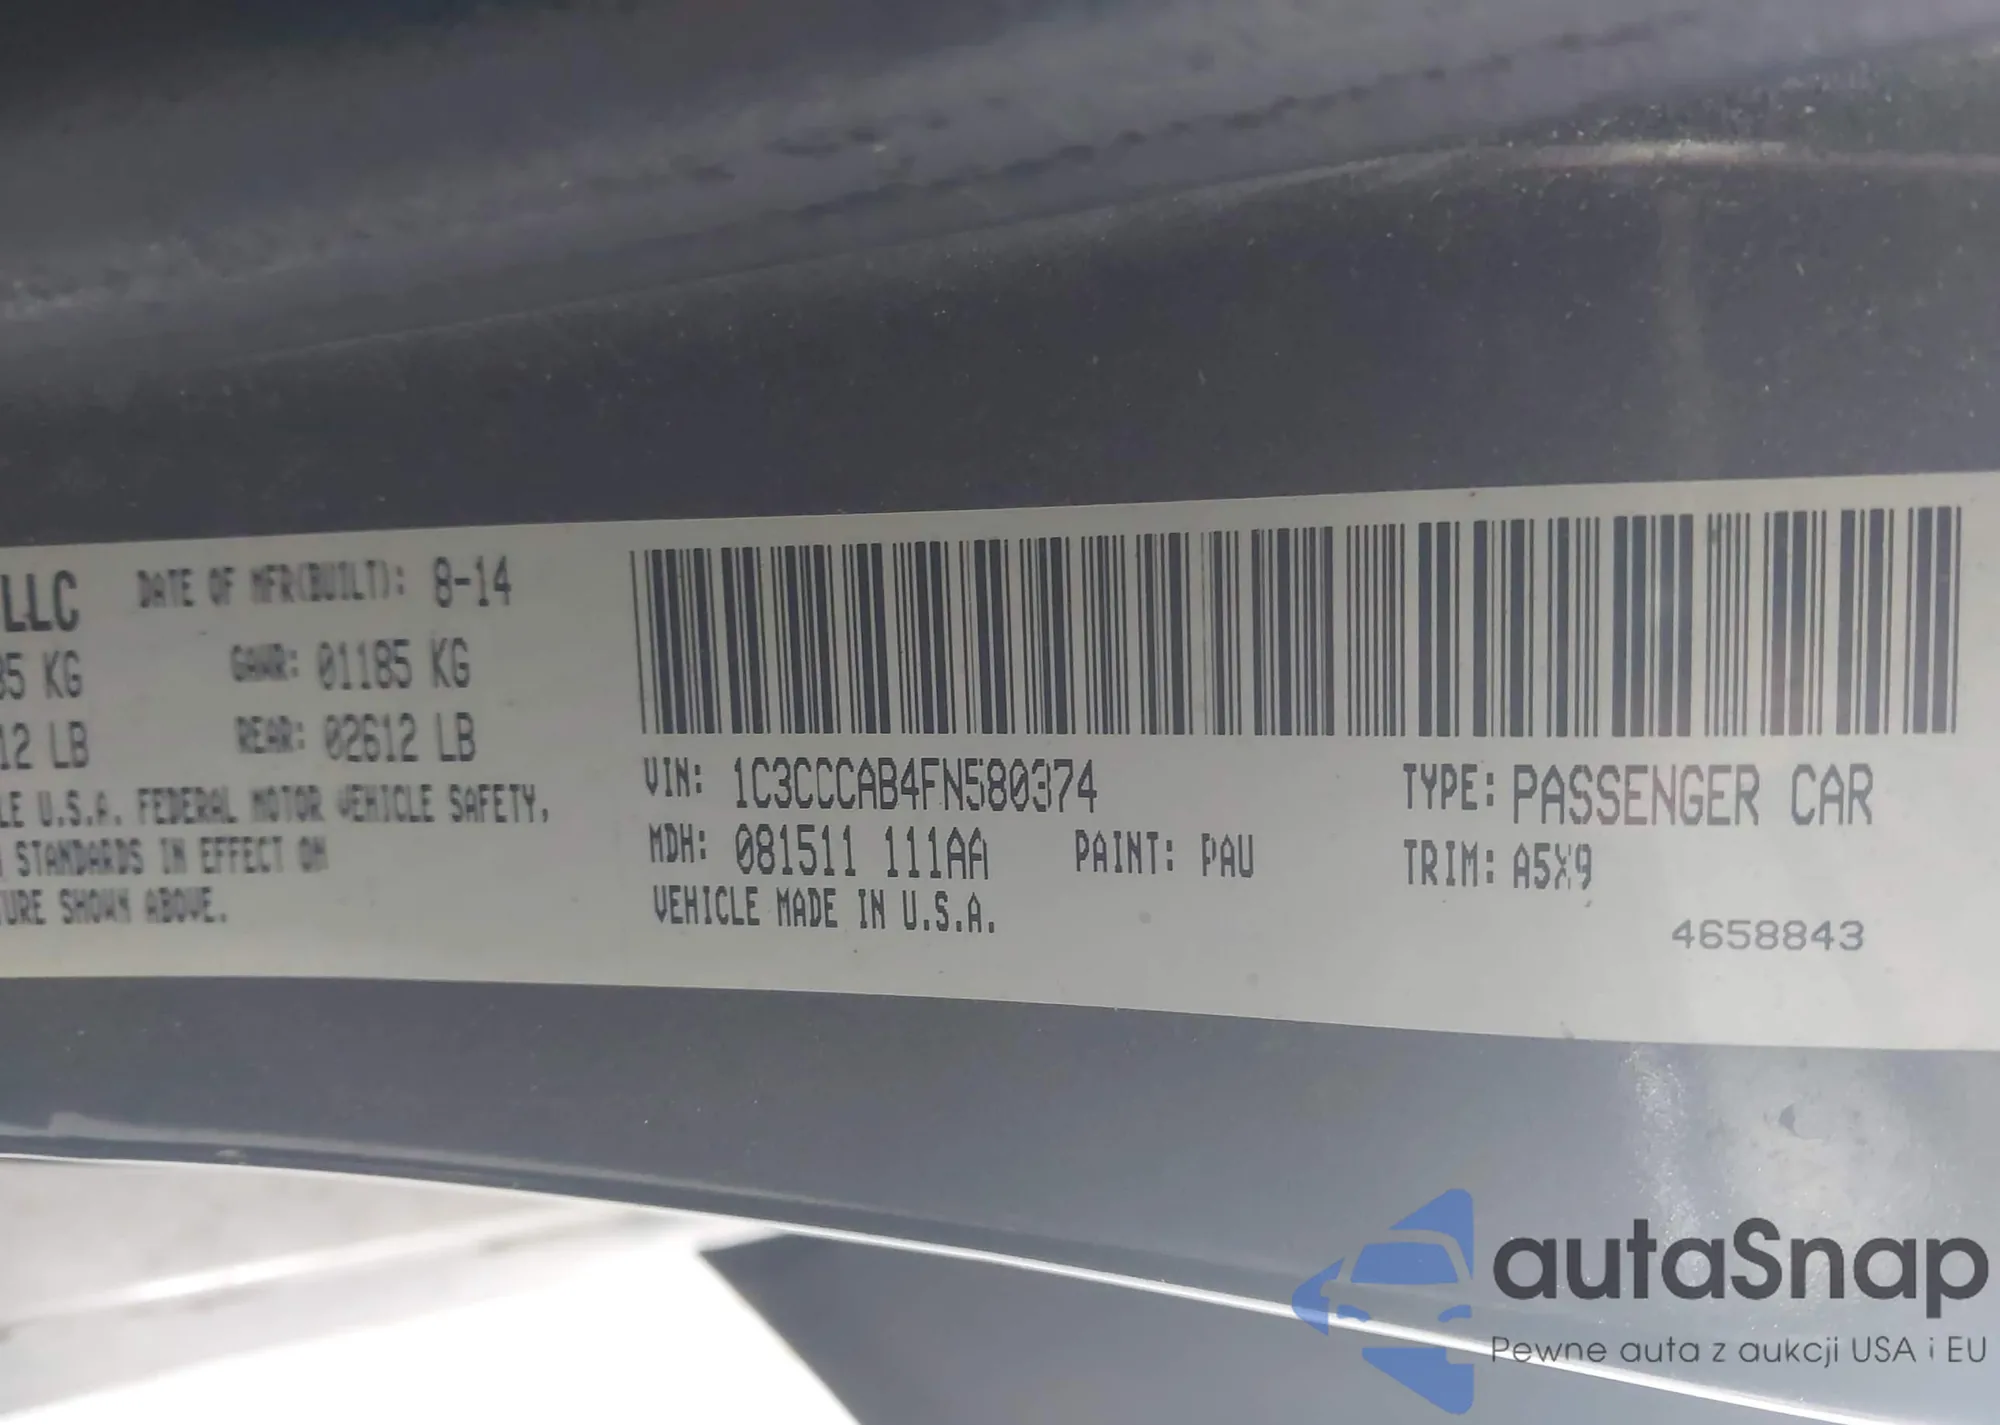 LLC DATE OF MFR(BUILT): 8-14
85 KG GAWR: 01185 KG
12 LB REAR: 02612 LB
LE U.S.A. FEDERAL MOTOR VEHICLE SAFETY,
STANDARDS IN EFFECT ON
URE SHOWN ABOVE.
VIN: 1C3CCCAB4FN580374 TYPE: PASSENGER CAR
MDH: 081511 111AA PAINT: PAU TRIM: A5X9
VEHICLE MADE IN U.S.A.
4658843
autaSnap
Pewne auta z aukcji USA i EU